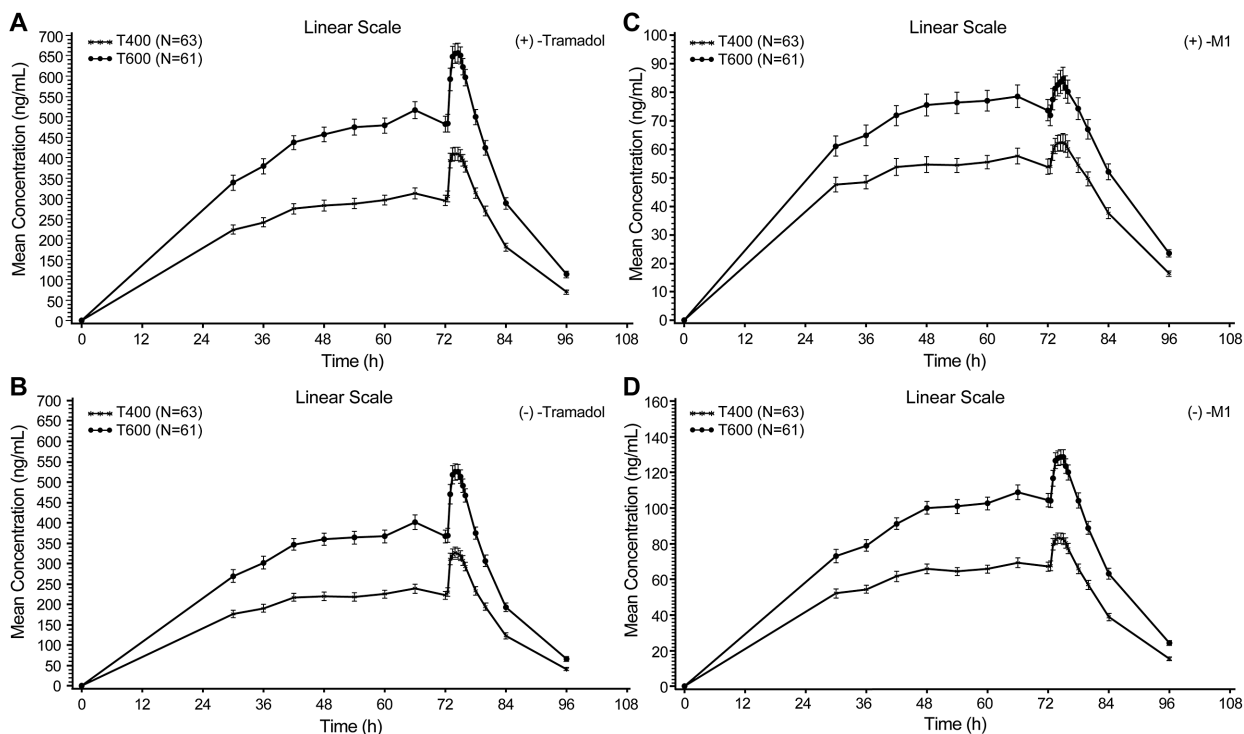 A
Linear Scale
T400 (N=63)
T600 (N=61)
(+) -Tramadol
Mean Concentration (ng/mL)
700
650
600
550
500
450
400
350
300
250
200
150
100
50
0
0 12 24 36 48 60 72 84 96 108
Time (h)
C
Linear Scale
T400 (N=63)
T600 (N=61)
(+) -M1
Mean Concentration (ng/mL)
100
80
60
40
20
0
0 12 24 36 48 60 72 84 96 108
Time (h)
B
Linear Scale
T400 (N=63)
T600 (N=61)
(-) -Tramadol
Mean Concentration (ng/mL)
700
650
600
550
500
450
400
350
300
250
200
150
100
50
0
0 12 24 36 48 60 72 84 96 108
Time (h)
D
Linear Scale
T400 (N=63)
T600 (N=61)
(-) -M1
Mean Concentration (ng/mL)
160
140
120
100
80
60
40
20
0
0 12 24 36 48 60 72 84 96 108
Time (h)